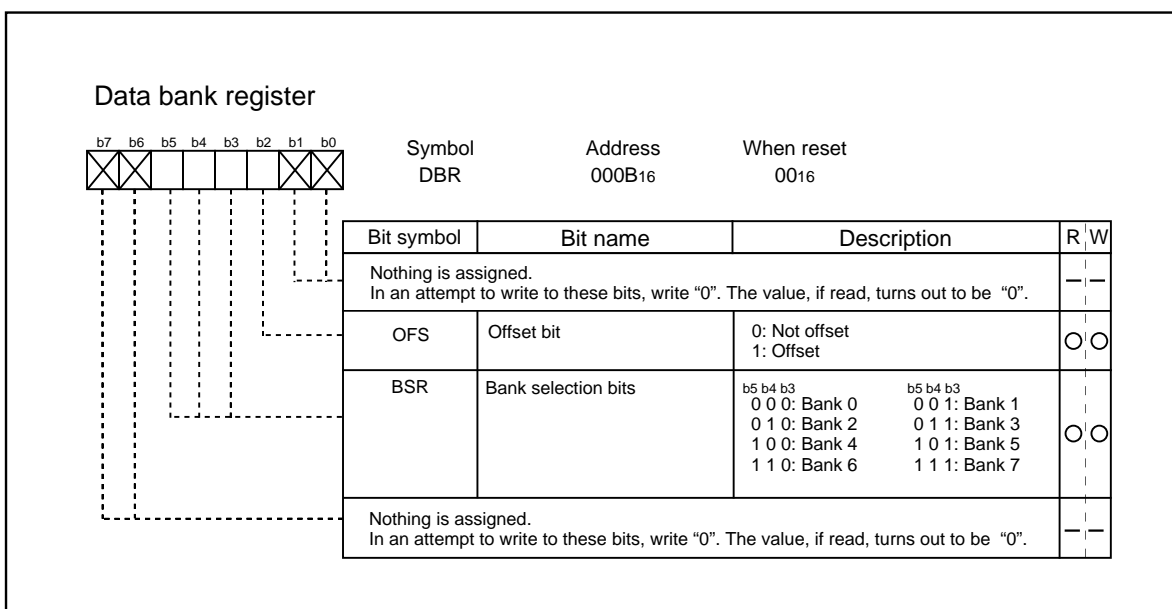 Data bank register
b7 b6 b5 b4 b3 b2 b1 b0
Symbol Address When reset
DBR 000B16 0016
Bit symbol Bit name Description R W
Nothing is assigned.
In an attempt to write to these bits, write “0”. The value, if read, turns out to be “0”.
OFS Offset bit 0: Not offset
1: Offset
BSR Bank selection bits b5 b4 b3 b5 b4 b3
0 0 0: Bank 0 0 0 1: Bank 1
0 1 0: Bank 2 0 1 1: Bank 3
1 0 0: Bank 4 1 0 1: Bank 5
1 1 0: Bank 6 1 1 1: Bank 7
Nothing is assigned.
In an attempt to write to these bits, write “0”. The value, if read, turns out to be “0”.